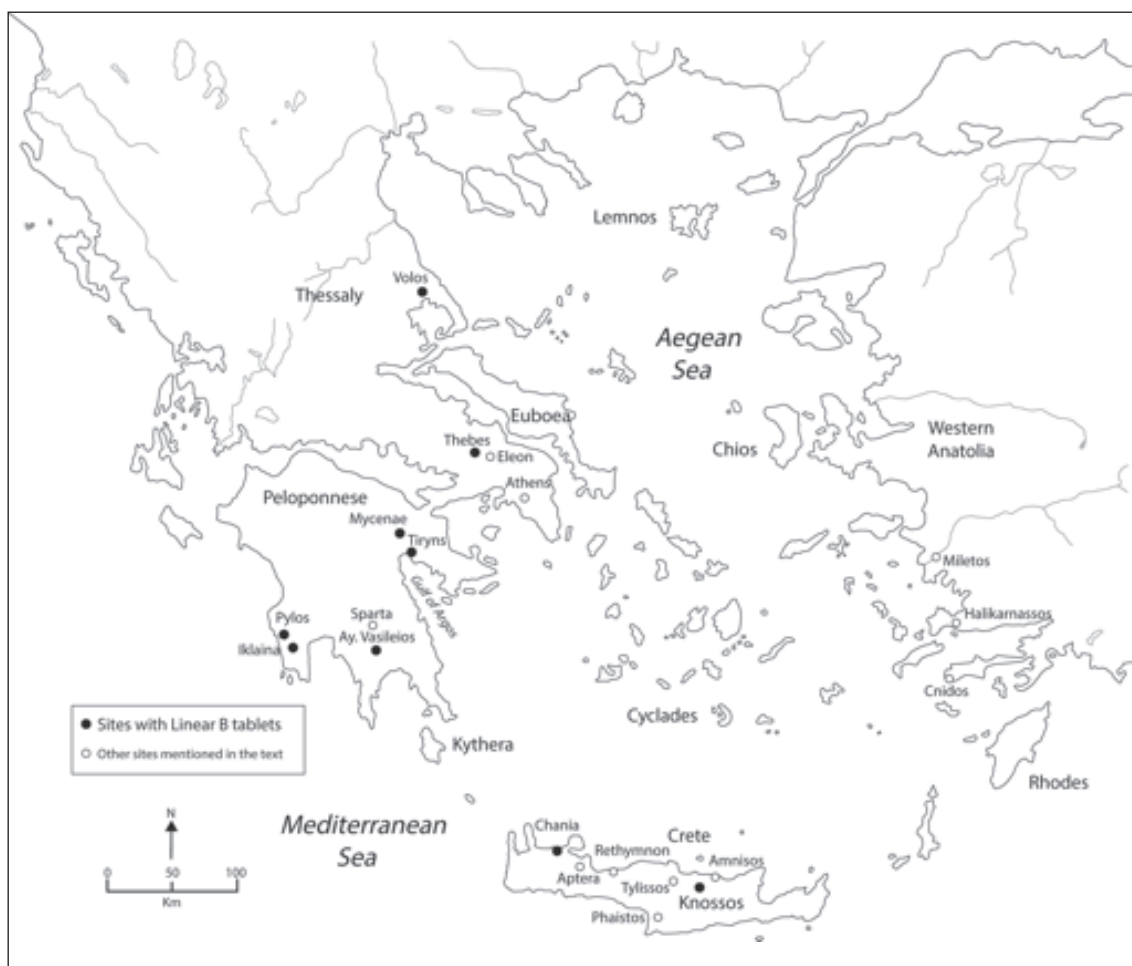 Lemnos
Volos
Thessaly
Aegean
Sea
Euboea
Chios
Western
Anatolia
Thebes
Eleon
Athens
Peloponnese
Mycenae
Tiryns
Gulf of Argos
Miletos
Halikarnassos
Pylos
Sparta
Ay. Vasileios
Iklaina
Cnidos
Cyclades
Kythera
Rhodes
Sites with Linear B tablets
Other sites mentioned in the text
N
0 50 100
Km
Mediterranean
Sea
Chania
Crete
Rethymnon
Amnisos
Aptera
Tylissos
Knossos
Phaistos